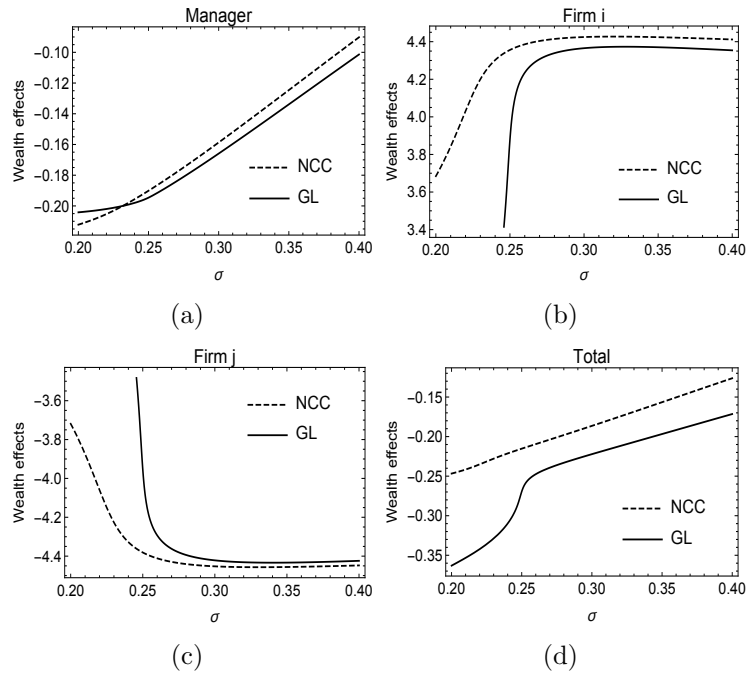 Manager
Wealth effects
−0.10
−0.12
−0.14
−0.16
−0.18
−0.20
NCC
GL
0.20 0.25 0.30 0.35 0.40
σ
(a)
Firm i
Wealth effects
4.4
4.2
4.0
3.8
3.6
3.4
NCC
GL
0.20 0.25 0.30 0.35 0.40
σ
(b)
Firm j
Wealth effects
−3.6
−3.8
−4.0
−4.2
−4.4
NCC
GL
0.20 0.25 0.30 0.35 0.40
σ
(c)
Total
Wealth effects
−0.15
−0.20
−0.25
−0.30
−0.35
NCC
GL
0.20 0.25 0.30 0.35 0.40
σ
(d)